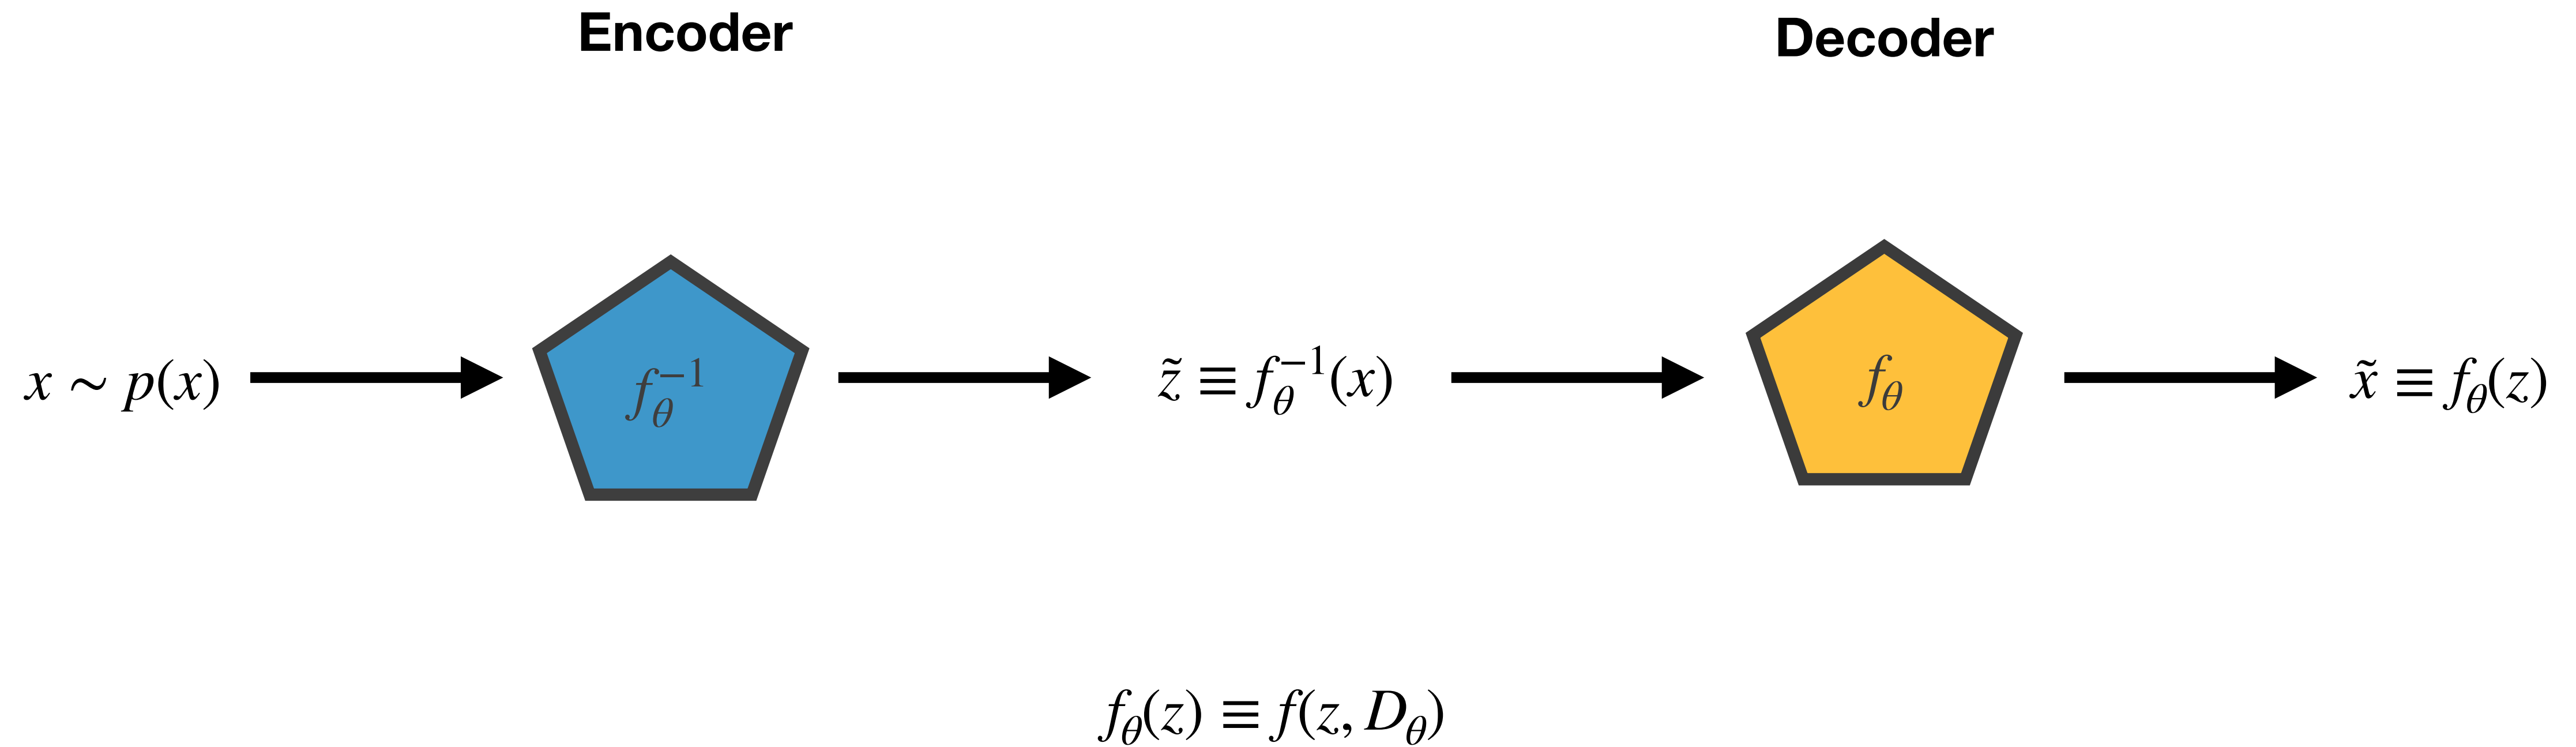 Encoder
Decoder
x ∼ p(x)
f_θ^{-1}
z̃ ≡ f_θ^{-1}(x)
f_θ
x̃ ≡ f_θ(z)
f_θ(z) ≡ f(z, D_θ)